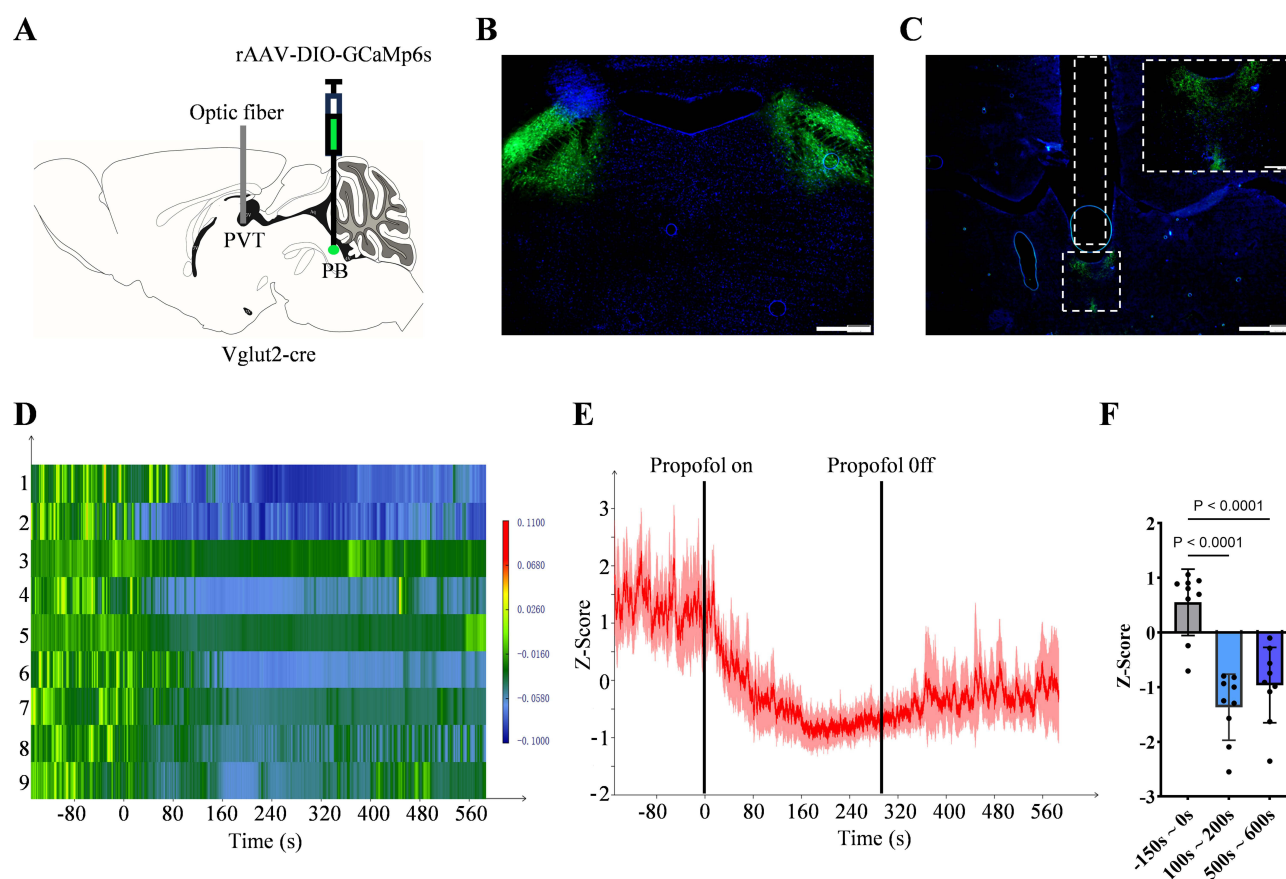 A
rAAV-DIO-GCaMp6s
Optic fiber
PVT
PB
Vglut2-cre
B
C
D
1
2
3
4
5
6
7
8
9
-80 0 80 160 240 320 400 480 560
Time (s)
0.1100
0.0680
0.0260
-0.0160
-0.0580
-0.1000
E
Propofol on
Propofol 0ff
Z-Score
3
2
1
0
-1
-2
-80 0 80 160 240 320 400 480 560
Time (s)
F
P < 0.0001
P < 0.0001
Z-Score
2
1
0
-1
-2
-3
-150s ~ 0s
100s ~ 200s
500s ~ 600s